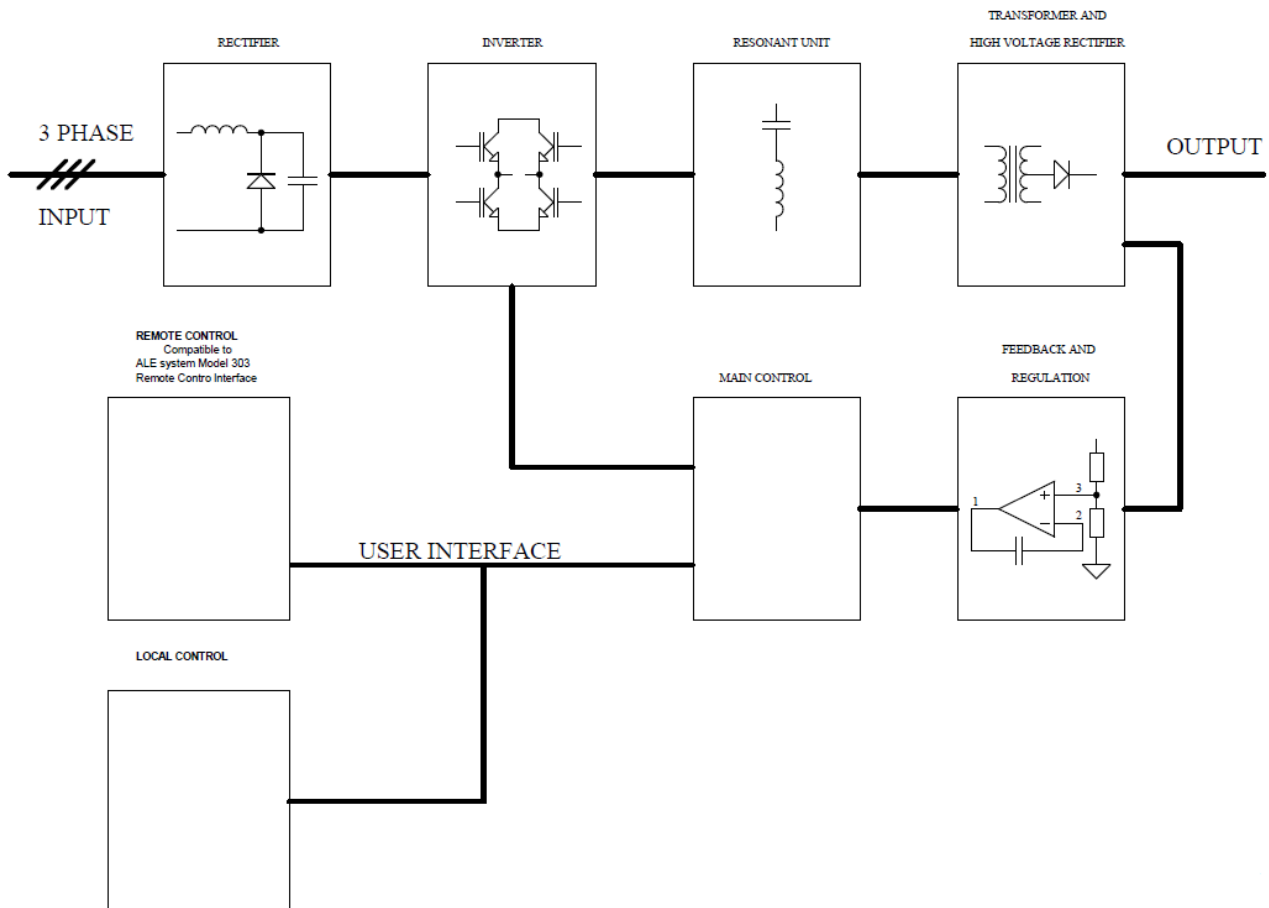 TRANSFORMER AND
RECTIFIER
INVERTER
RESONANT UNIT
HIGH VOLTAGE RECTIFIER
3 PHASE
INPUT
OUTPUT
REMOTE CONTROL
Compatible to
ALE system Model 303
Remote Contro Interface
MAIN CONTROL
FEEDBACK AND
REGULATION
1
3
2
+
−
USER INTERFACE
LOCAL CONTROL